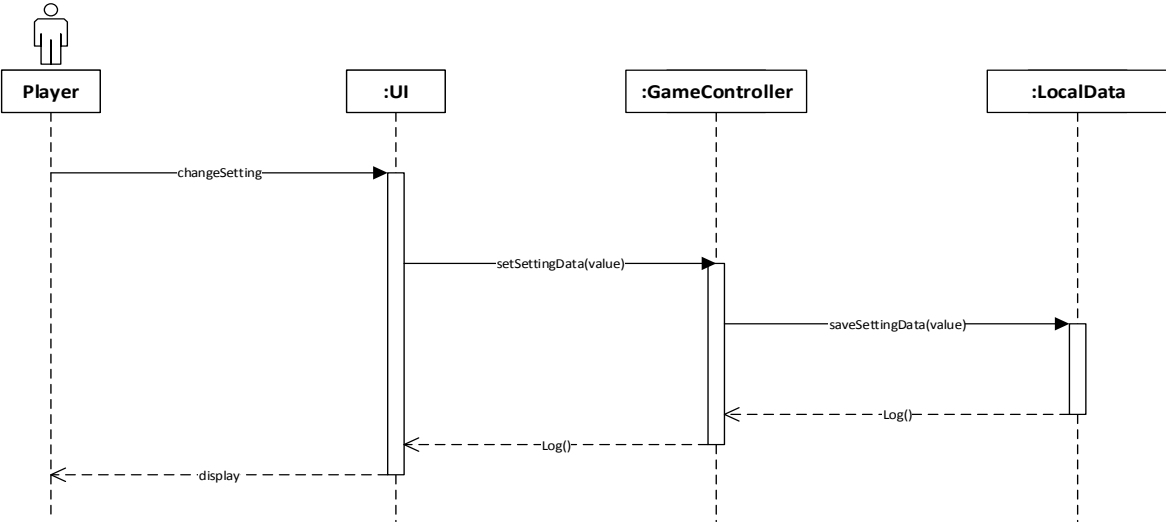 Player
:UI
:GameController
:LocalData
changeSetting
setSettingData(value)
saveSettingData(value)
Log()
Log()
display